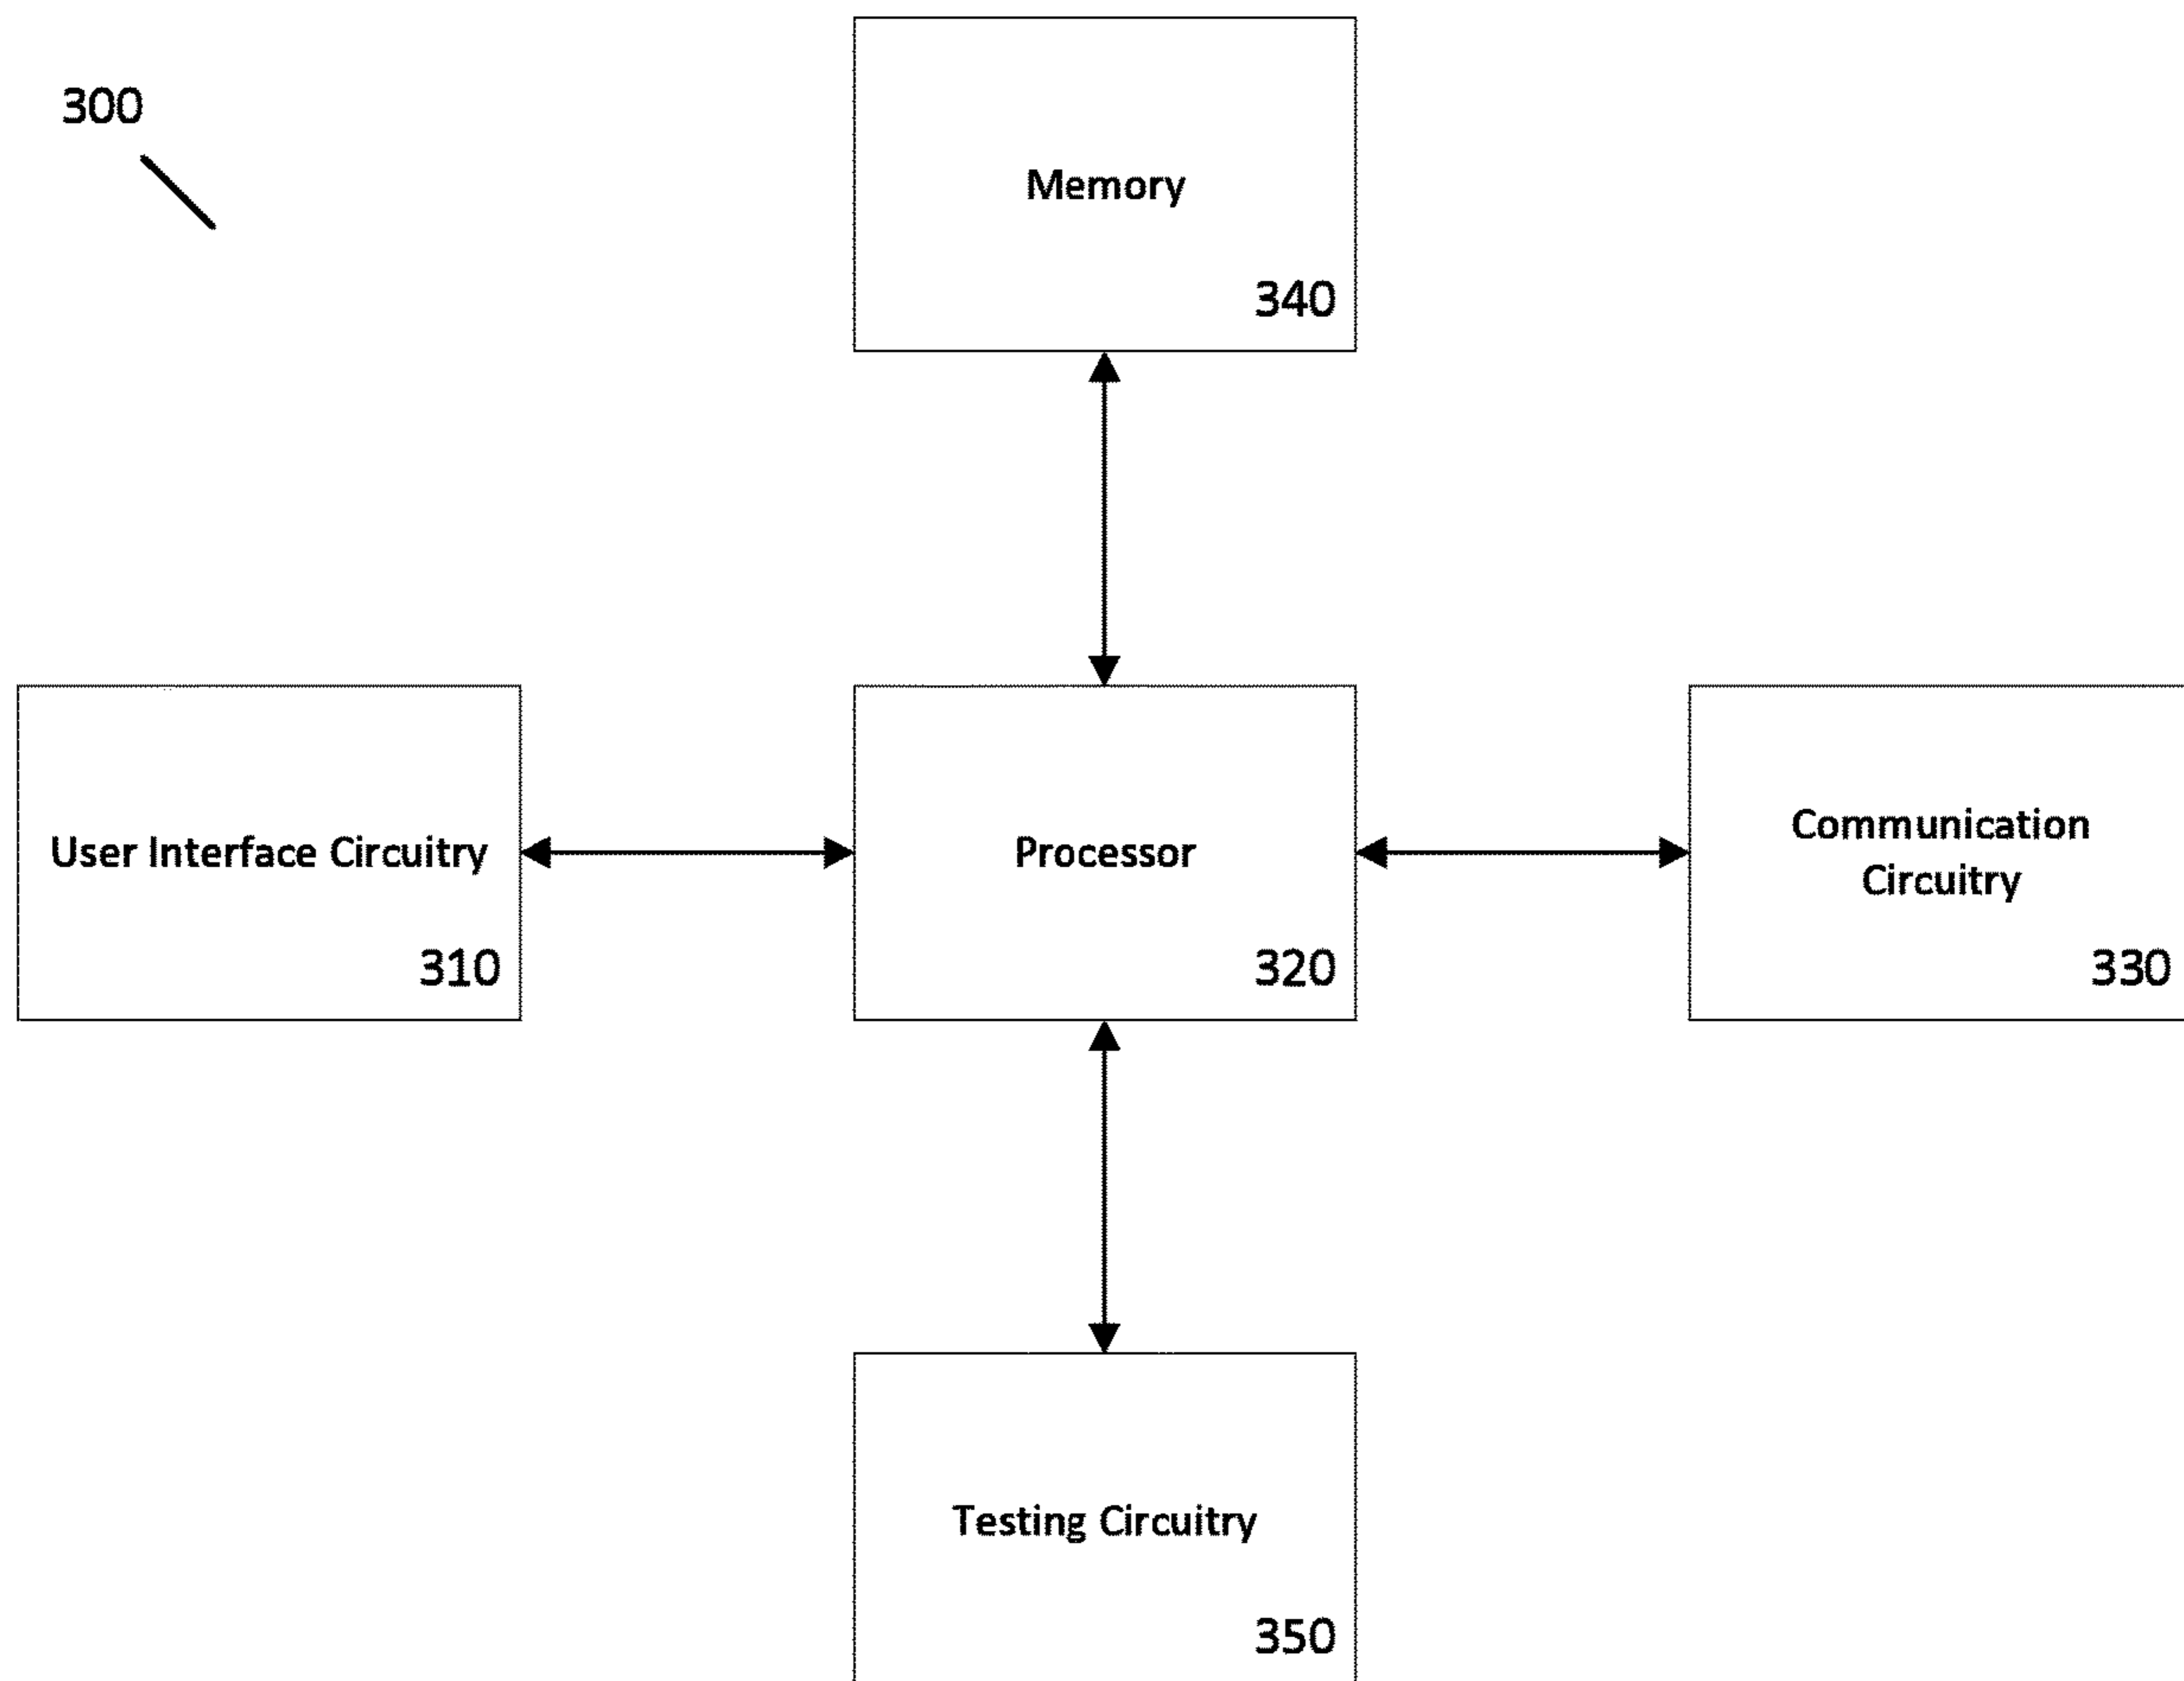 300
Memory
340
User Interface Circuitry
310
Processor
320
Communication
Circuitry
330
Testing Circuitry
350